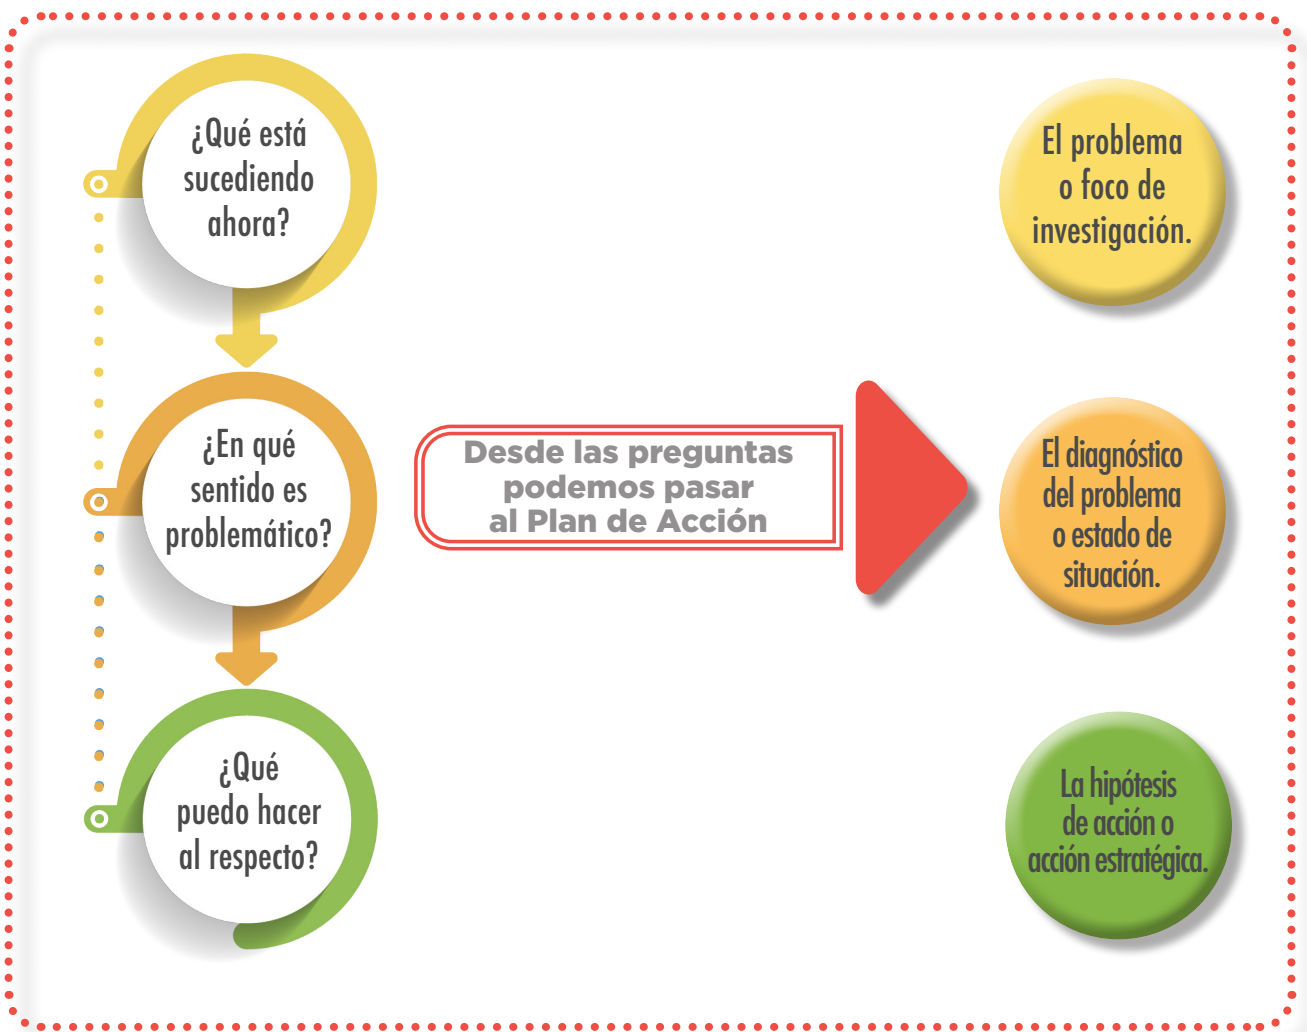 ¿Qué está
sucediendo
ahora?
¿En qué
sentido es
problemático?
¿Qué
puedo hacer
al respecto?
Desde las preguntas
podemos pasar
al Plan de Acción
El problema
o foco de
investigación.
El diagnóstico
del problema
o estado de
situación.
La hipótesis
de acción o
acción estratégica.